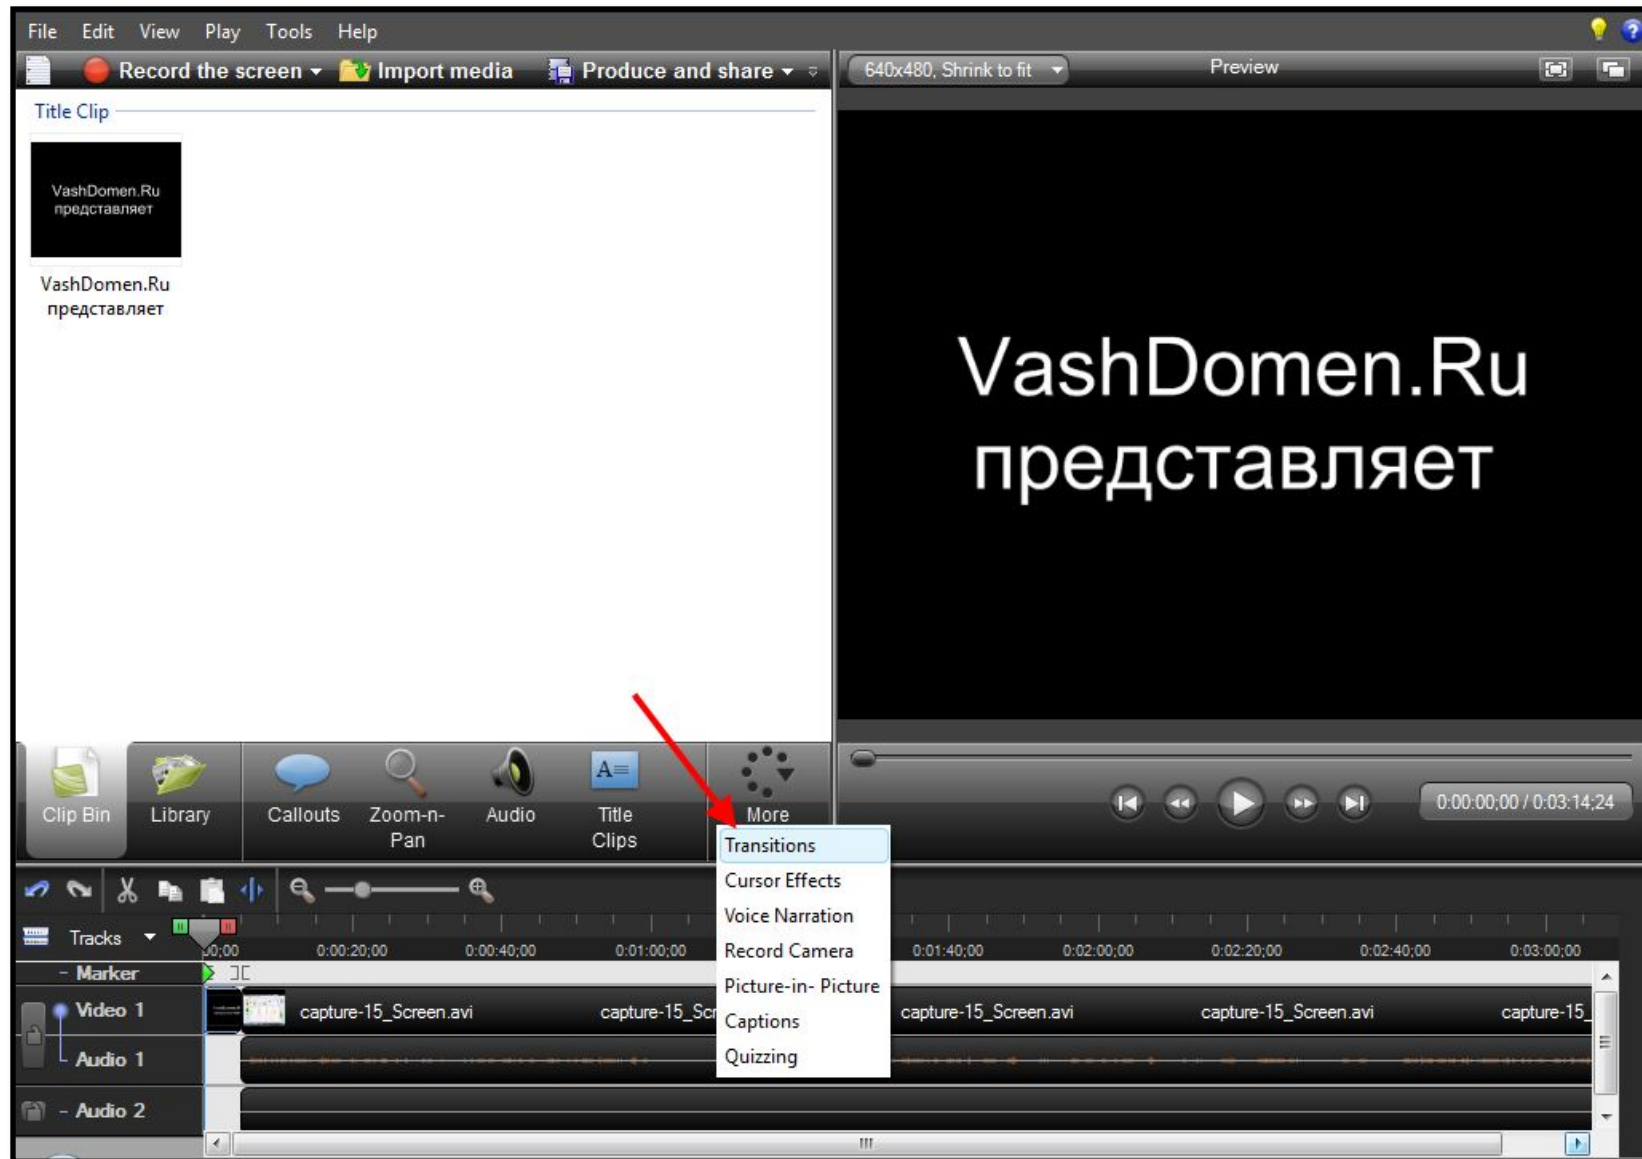 File Edit View Play Tools Help
Record the screen Import media Produce and share
640x480, Shrink to fit Preview
Title Clip
VashDomen.Ru
представляет
VashDomen.Ru
представляет
VashDomen.Ru
представляет
Clip Bin Library Callouts Zoom-n-Pan Audio Title Clips More
0:00:00;00 / 0:03:14;24
Transitions
Cursor Effects
Voice Narration
Record Camera
Picture-in- Picture
Captions
Quizzing
Tracks
0:00:20;00 0:00:40;00 0:01:00;00 0:01:40;00 0:02:00;00 0:02:20;00 0:02:40;00 0:03:00;00
- Marker
Video 1 capture-15_Screen.avi capture-15_Scr capture-15_Screen.avi capture-15_Screen.avi capture-15_
Audio 1
- Audio 2